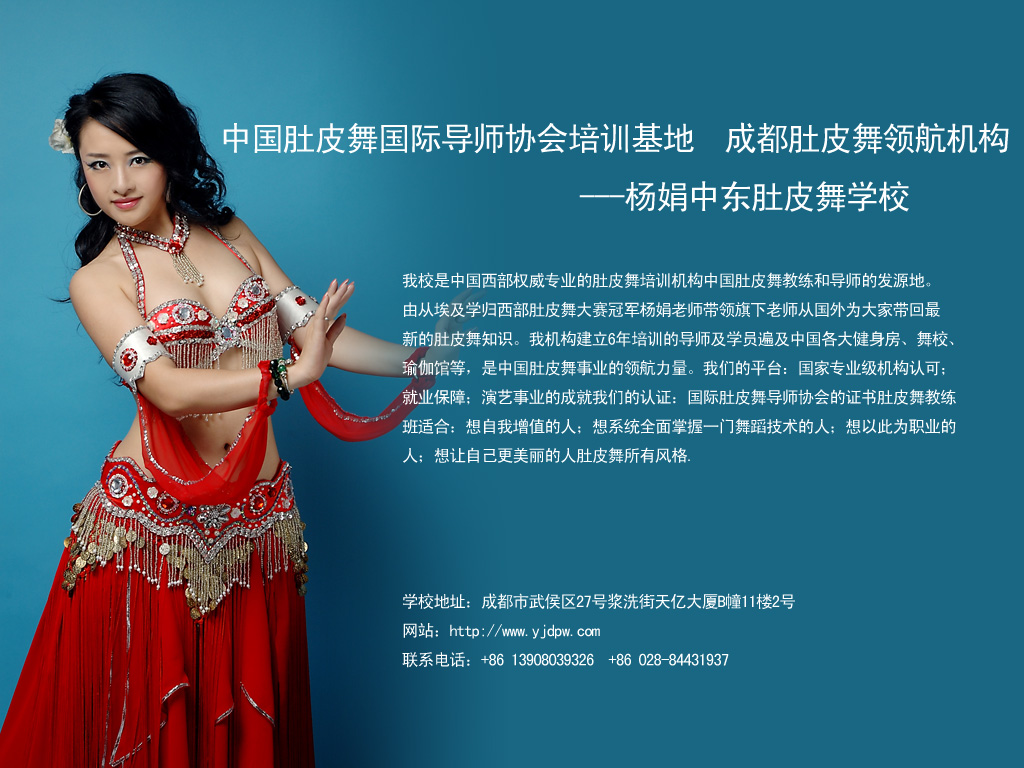 中国肚皮舞国际导师协会培训基地 成都肚皮舞领航机构
---杨娟中东肚皮舞学校
我校是中国西部权威专业的肚皮舞培训机构中国肚皮舞教练和导师的发源地。
由从埃及学归西部肚皮舞大赛冠军杨娟老师带领旗下老师从国外为大家带回最
新的肚皮舞知识。我机构建立6年培训的导师及学员遍及中国各大健身房、舞校、
瑜伽馆等，是中国肚皮舞事业的领航力量。我们的平台：国家专业级机构认可；
就业保障；演艺事业的成就我们的认证：国际肚皮舞导师协会的证书肚皮舞教练
班适合：想自我增值的人；想系统全面掌握一门舞蹈技术的人；想以此为职业的
人；想让自己更美丽的人肚皮舞所有风格.
学校地址：成都市武侯区27号浆洗街天亿大厦B幢11楼2号
网站：http://www.yjdpw.com
联系电话：+86 13908039326 +86 028-84431937